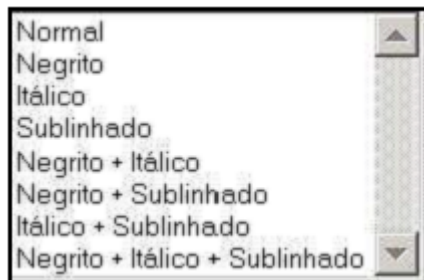 Normal
Negrito
Itálico
Sublinhado
Negrito + Itálico
Negrito + Sublinhado
Itálico + Sublinhado
Negrito + Itálico + Sublinhado